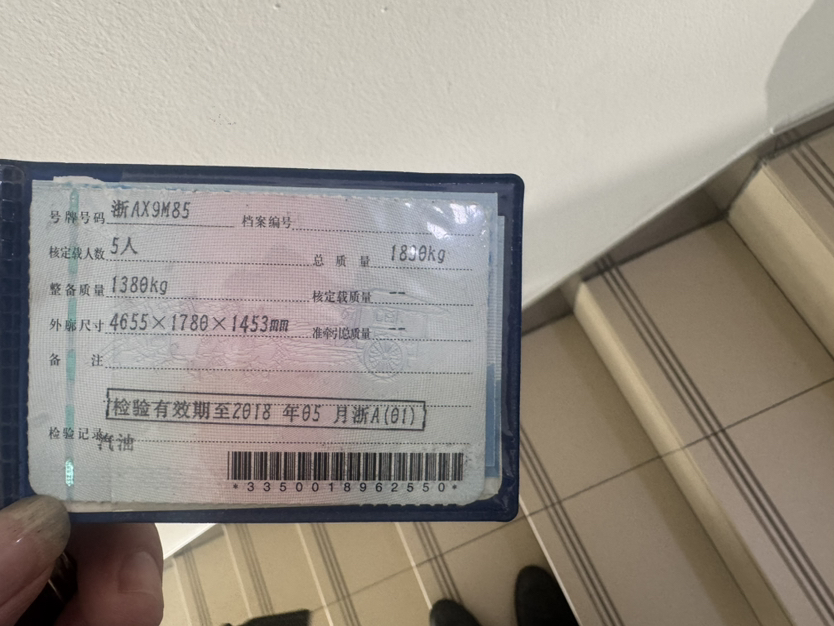 号牌号码 浙AX9M85 档案编号
核定载人数 5人 总质量 1830kg
整备质量 1380kg 核定载质量 --
外廓尺寸 4655×1780×1453mm 准牵引总质量 --
备注
检验有效期至2018年05月浙A(01)
检验记录 汽油
*3350018962550*